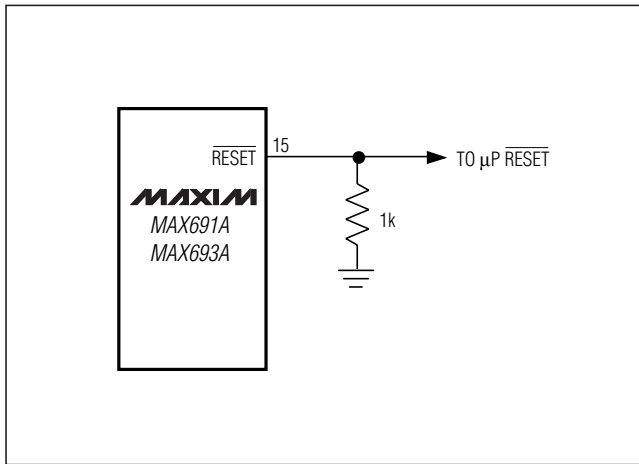 RESET 15
TO μP RESET
MAXIM
MAX691A
MAX693A
1k